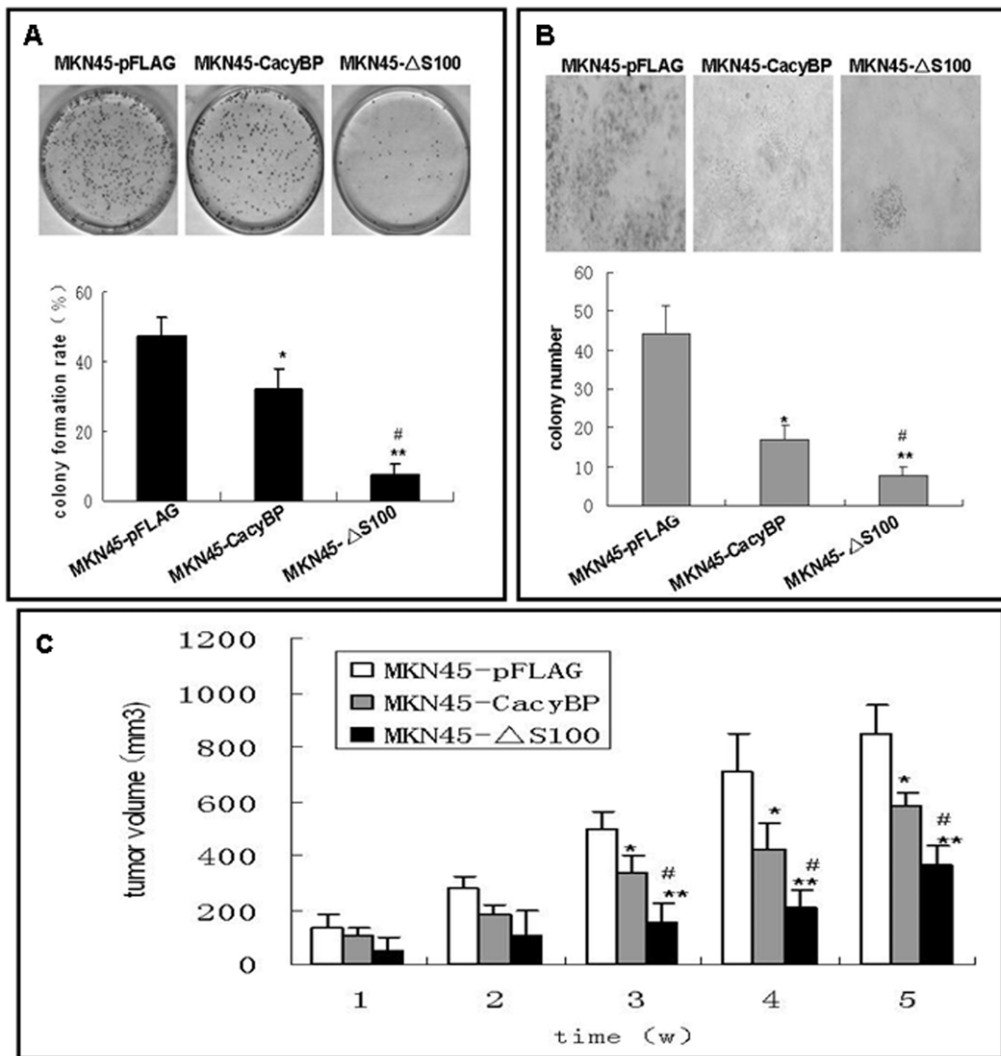 A
MKN45-pFLAG MKN45-CacyBP MKN45-△S100
colony formation rate (%)
60
40
20
0
*
#
**
MKN45-pFLAG
MKN45-CacyBP
MKN45-△S100
B
MKN45-pFLAG MKN45-CacyBP MKN45-△S100
colony number
60
50
40
30
20
10
0
*
#
**
MKN45-pFLAG
MKN45-CacyBP
MKN45-△S100
C
tumor volume (mm3)
1200
1000
800
600
400
200
0
MKN45-pFLAG
MKN45-CacyBP
MKN45-△S100
*
#
**
*
#
**
*
#
**
1 2 3 4 5
time (w)